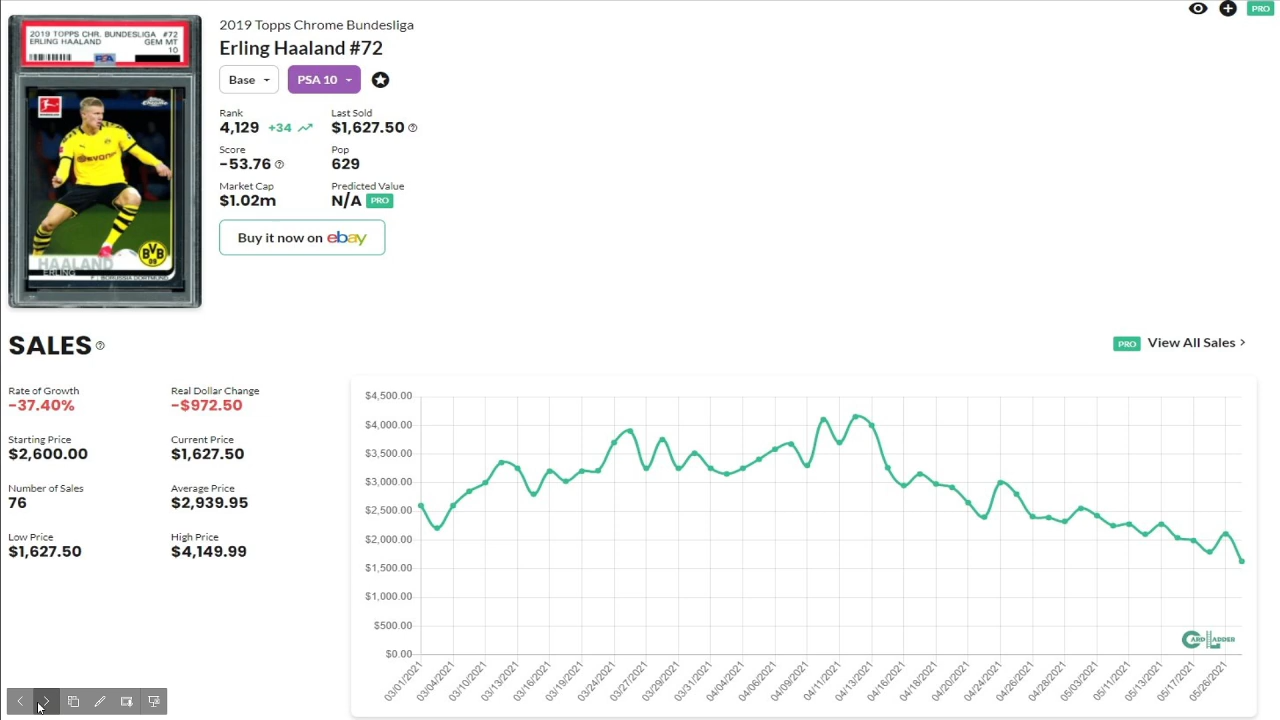 2019 TOPPS CHR. BUNDESLIGA #72
ERLING HAALAND GEM MT
10
PSA
HAALAND
ERLING
F | BORUSSIA DORTMUND
BVB
09
2019 Topps Chrome Bundesliga
PRO
Erling Haaland #72
Base
PSA 10
Rank
Last Sold
4,129 +34
$1,627.50
Score
Pop
-53.76
629
Market Cap
Predicted Value
$1.02m
N/A PRO
Buy it now on ebay
SALES
PRO View All Sales >
Rate of Growth
Real Dollar Change
-37.40%
-$972.50
Starting Price
Current Price
$2,600.00
$1,627.50
Number of Sales
Average Price
76
$2,939.95
Low Price
High Price
$1,627.50
$4,149.99
$4,500.00
$4,000.00
$3,500.00
$3,000.00
$2,500.00
$2,000.00
$1,500.00
$1,000.00
$500.00
$0.00
CARD LADDER
03/01/2021
03/04/2021
03/10/2021
03/13/2021
03/16/2021
03/19/2021
03/24/2021
03/27/2021
03/29/2021
03/31/2021
04/04/2021
04/06/2021
04/09/2021
04/11/2021
04/13/2021
04/16/2021
04/18/2021
04/20/2021
04/24/2021
04/26/2021
04/28/2021
05/03/2021
05/11/2021
05/13/2021
05/17/2021
05/26/2021